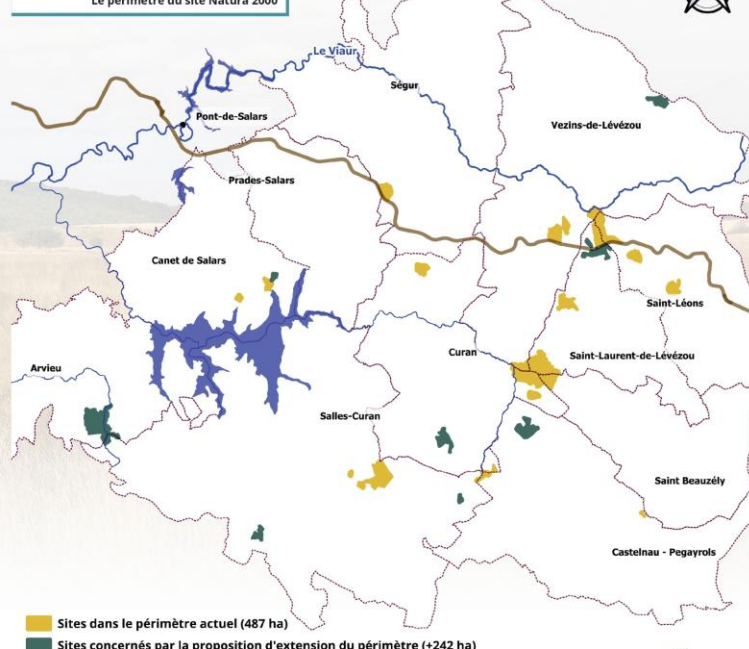 Le périmètre du site Natura 2000
Le Viaur
Ségur
Pont-de-Salars
Vezins-de-Lévézou
Prades-Salars
Canet de Salars
Saint-Léons
Curan
Saint-Laurent-de-Lévézou
Arvieu
Salles-Curan
Saint Beauzély
Castelnau - Pegayrols
Sites dans le périmètre actuel (487 ha)
Sites concernés par la proposition d'extension du périmètre (+242 ha)